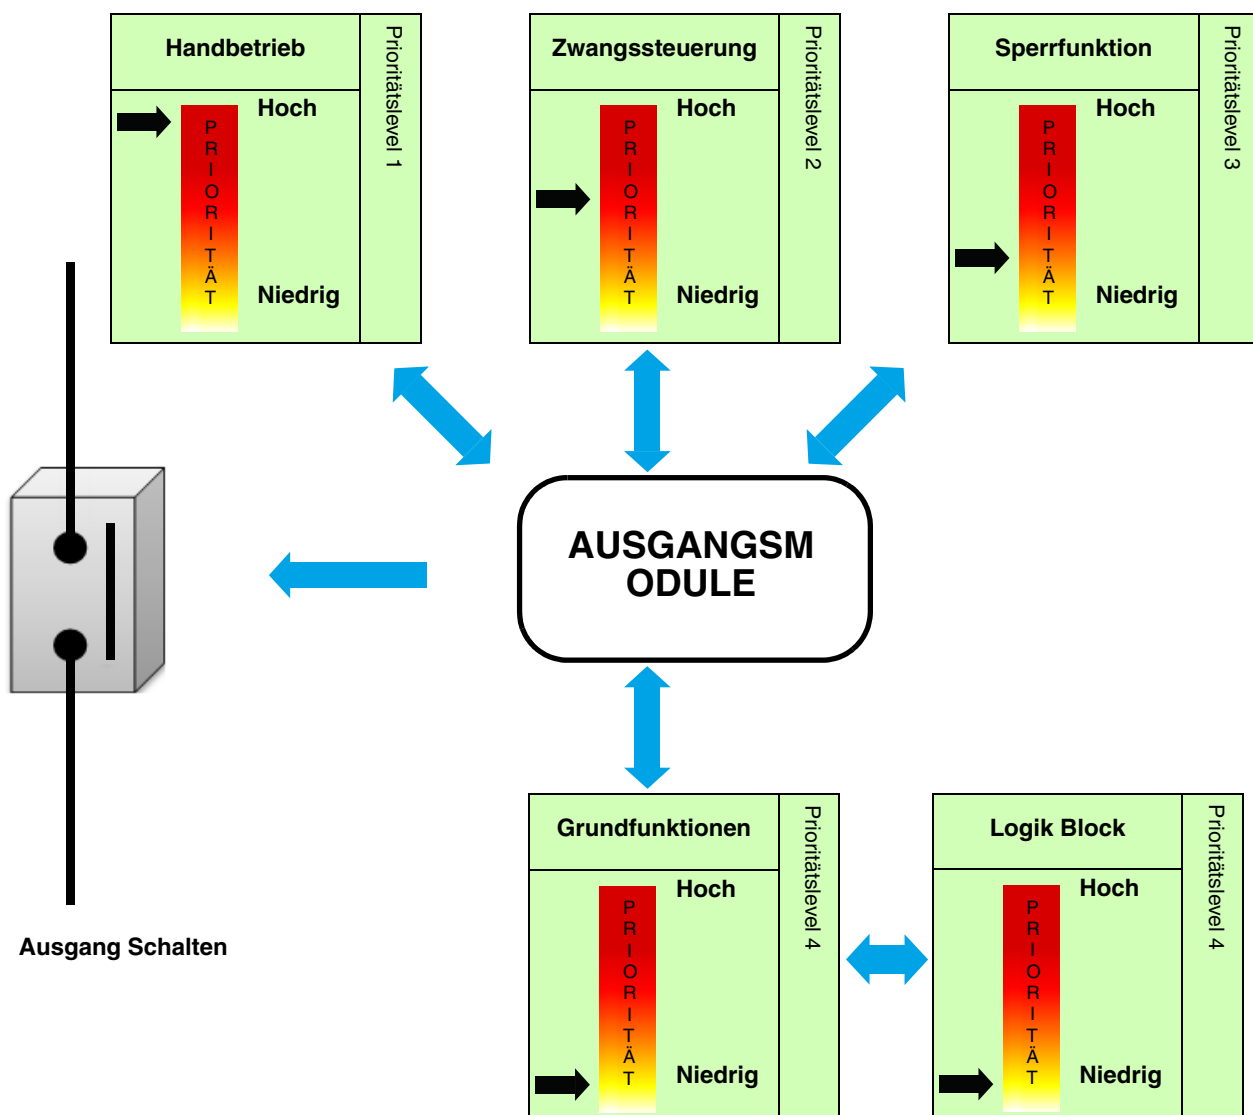 Handbetrieb
Prioritätslevel 1
Hoch
PRIORITÄT
Niedrig
Zwangssteuerung
Prioritätslevel 2
Hoch
PRIORITÄT
Niedrig
Sperrfunktion
Prioritätslevel 3
Hoch
PRIORITÄT
Niedrig
AUSGANGSM
ODULE
Ausgang Schalten
Grundfunktionen
Prioritätslevel 4
Hoch
PRIORITÄT
Niedrig
Logik Block
Prioritätslevel 4
Hoch
PRIORITÄT
Niedrig